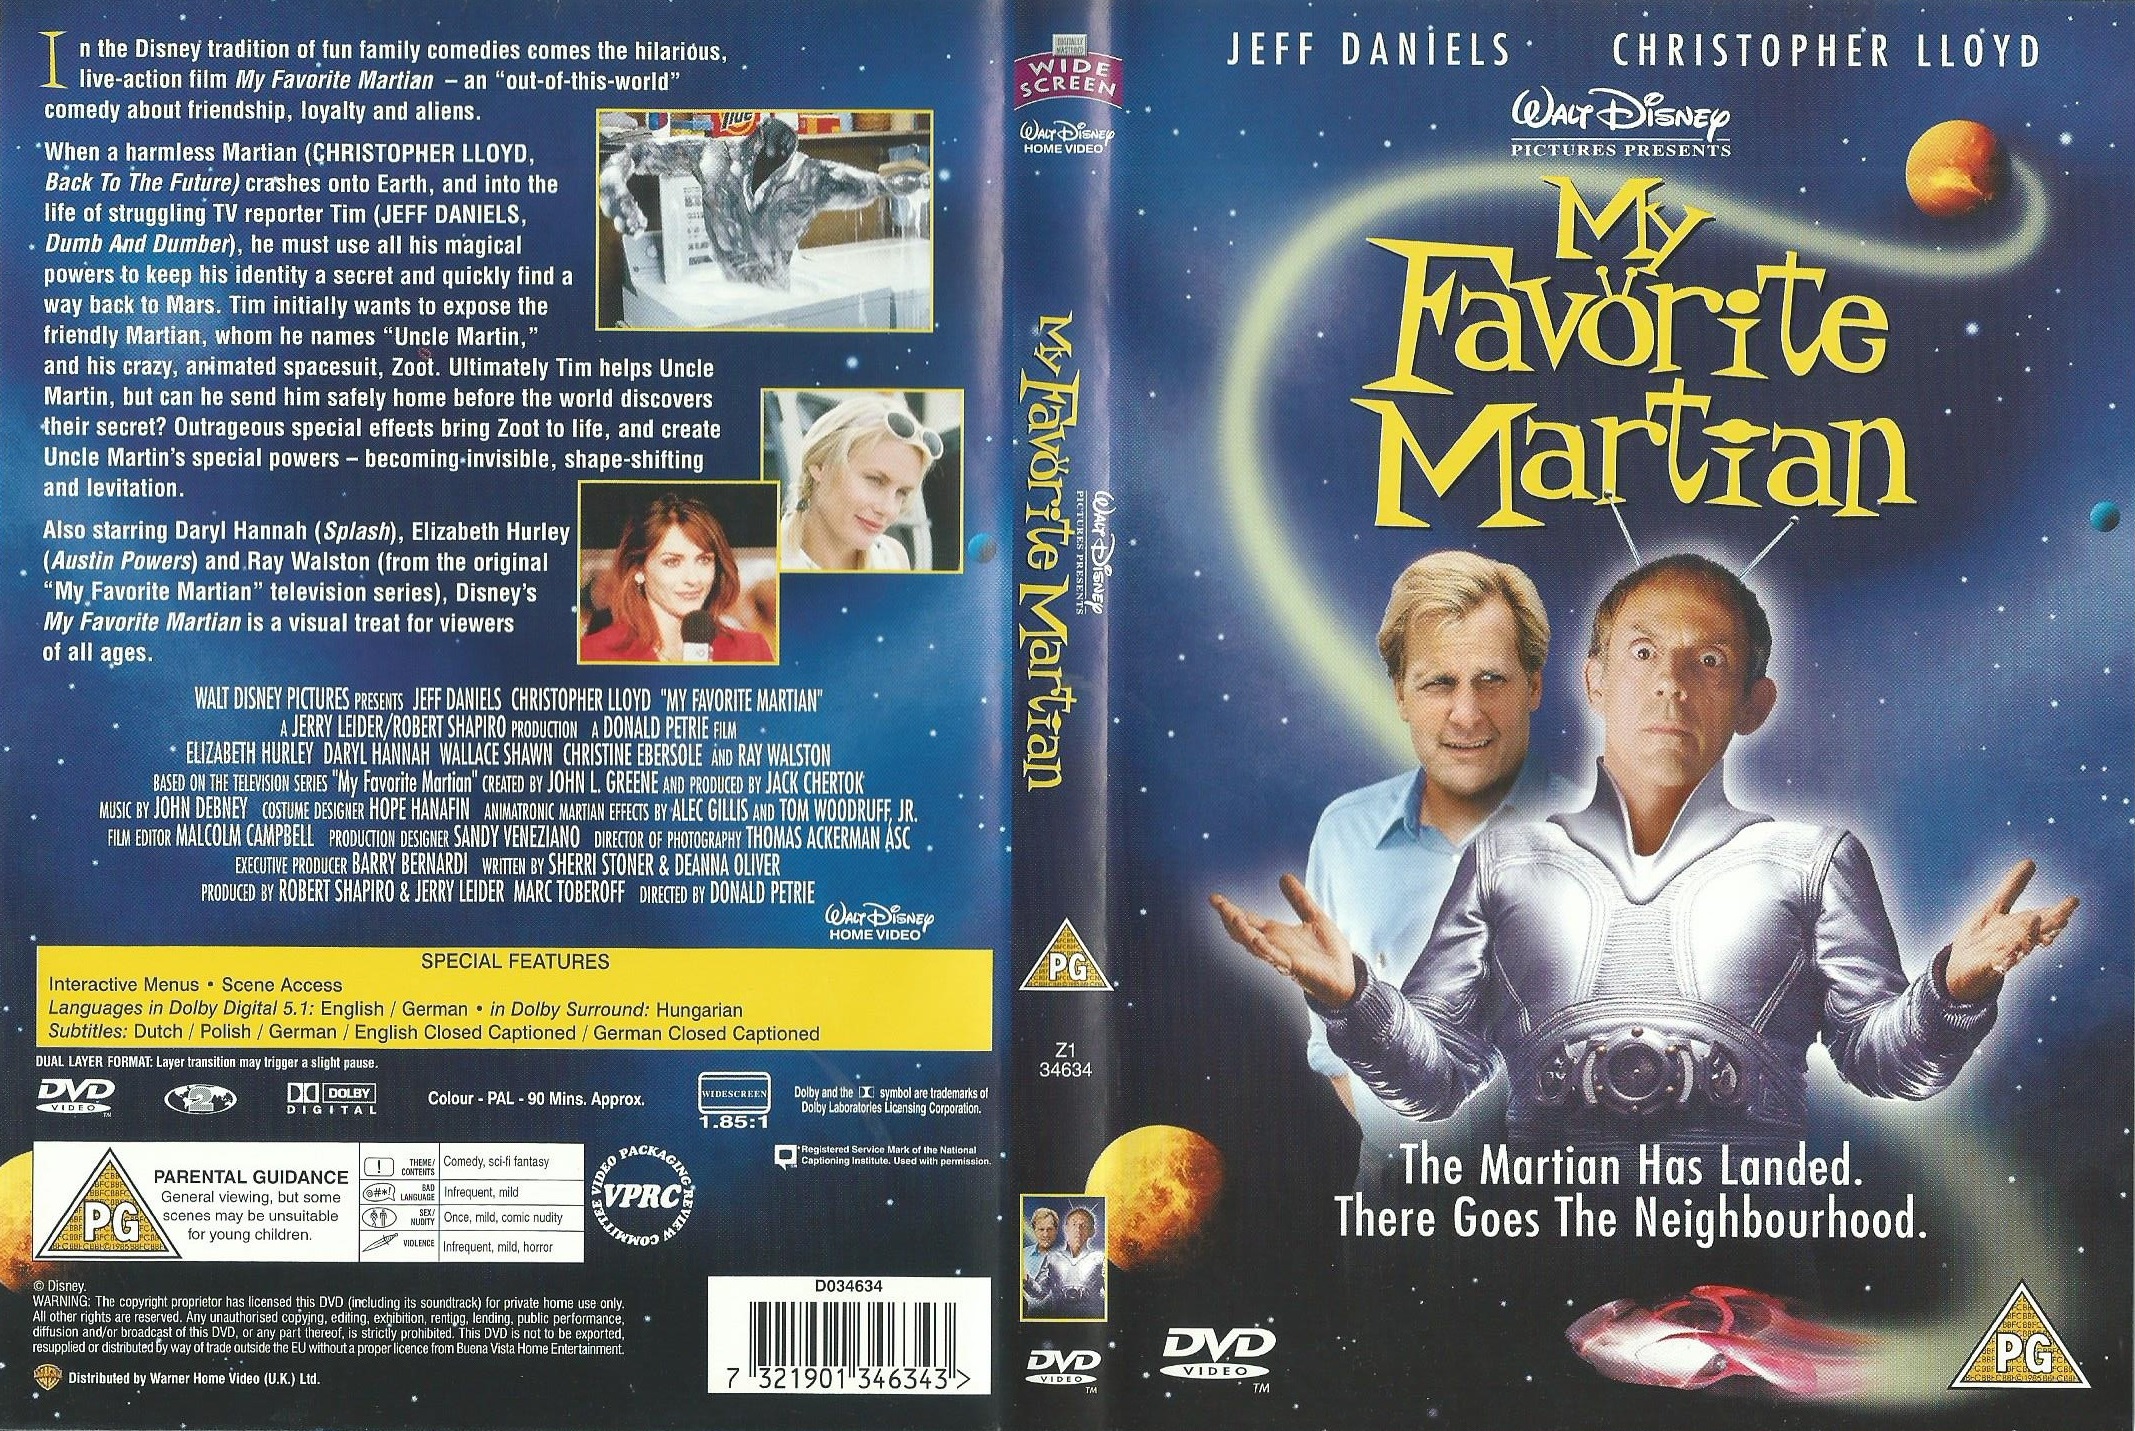 In the Disney tradition of fun family comedies comes the hilarious,
live-action film My Favorite Martian – an “out-of-this-world”
comedy about friendship, loyalty and aliens.
When a harmless Martian (CHRISTOPHER LLOYD,
Back To The Future) crashes onto Earth, and into the
life of struggling TV reporter Tim (JEFF DANIELS,
Dumb And Dumber), he must use all his magical
powers to keep his identity a secret and quickly find a
way back to Mars. Tim initially wants to expose the
friendly Martian, whom he names “Uncle Martin,”
and his crazy, animated spacesuit, Zoot. Ultimately Tim helps Uncle
Martin, but can he send him safely home before the world discovers
their secret? Outrageous special effects bring Zoot to life, and create
Uncle Martin’s special powers – becoming invisible, shape-shifting
and levitation.
Also starring Daryl Hannah (Splash), Elizabeth Hurley
(Austin Powers) and Ray Walston (from the original
“My Favorite Martian” television series), Disney’s
My Favorite Martian is a visual treat for viewers
of all ages.
Tide
WALT DISNEY PICTURES PRESENTS JEFF DANIELS CHRISTOPHER LLOYD "MY FAVORITE MARTIAN"
A JERRY LEIDER/ROBERT SHAPIRO PRODUCTION A DONALD PETRIE FILM
ELIZABETH HURLEY DARYL HANNAH WALLACE SHAWN CHRISTINE EBERSOLE AND RAY WALSTON
BASED ON THE TELEVISION SERIES "My Favorite Martian" CREATED BY JOHN L. GREENE AND PRODUCED BY JACK CHERTOK
MUSIC BY JOHN DEBNEY COSTUME DESIGNER HOPE HANAFIN ANIMATRONIC MARTIAN EFFECTS BY ALEC GILLIS AND TOM WOODRUFF, JR.
FILM EDITOR MALCOLM CAMPBELL PRODUCTION DESIGNER SANDY VENEZIANO DIRECTOR OF PHOTOGRAPHY THOMAS ACKERMAN ASC
EXECUTIVE PRODUCER BARRY BERNARDI WRITTEN BY SHERRI STONER & DEANNA OLIVER
PRODUCED BY ROBERT SHAPIRO & JERRY LEIDER MARC TOBEROFF DIRECTED BY DONALD PETRIE
WALT DISNEY
HOME VIDEO
SPECIAL FEATURES
Interactive Menus • Scene Access
Languages in Dolby Digital 5.1: English / German • in Dolby Surround: Hungarian
Subtitles: Dutch / Polish / German / English Closed Captioned / German Closed Captioned
DUAL LAYER FORMAT: Layer transition may trigger a slight pause.
DVD
VIDEO
TM
2
DOLBY
DIGITAL
Colour - PAL - 90 Mins. Approx.
WIDESCREEN
1.85:1
Dolby and the symbol are trademarks of
Dolby Laboratories Licensing Corporation.
PG
PARENTAL GUIDANCE
General viewing, but some
scenes may be unsuitable
for young children.
THEME/
CONTENTS
Comedy, sci-fi fantasy
BAD
LANGUAGE
Infrequent, mild
SEX/
NUDITY
Once, mild, comic nudity
VIOLENCE
Infrequent, mild, horror
VIDEO PACKAGING REVIEW COMMITTEE
VPRC
Registered Service Mark of the National
Captioning Institute. Used with permission.
© Disney.
WARNING: The copyright proprietor has licensed this DVD (including its soundtrack) for private home use only.
All other rights are reserved. Any unauthorised copying, editing, exhibition, renting, lending, public performance,
diffusion and/or broadcast of this DVD, or any part thereof, is strictly prohibited. This DVD is not to be exported,
resupplied or distributed by way of trade outside the EU without a proper licence from Buena Vista Home Entertainment.
Distributed by Warner Home Video (U.K.) Ltd.
D034634
7 321901 346343 >
DIGITALLY
MASTERED
WIDE
SCREEN
WALT DISNEY
HOME VIDEO
My Favorite Martian
WALT DISNEY
PICTURES PRESENTS
PG
Z1
34634
DVD
VIDEO
TM
JEFF DANIELS CHRISTOPHER LLOYD
WALT DISNEY
PICTURES PRESENTS
My
Favorite
Martian
The Martian Has Landed.
There Goes The Neighbourhood.
DVD
VIDEO
TM
PG